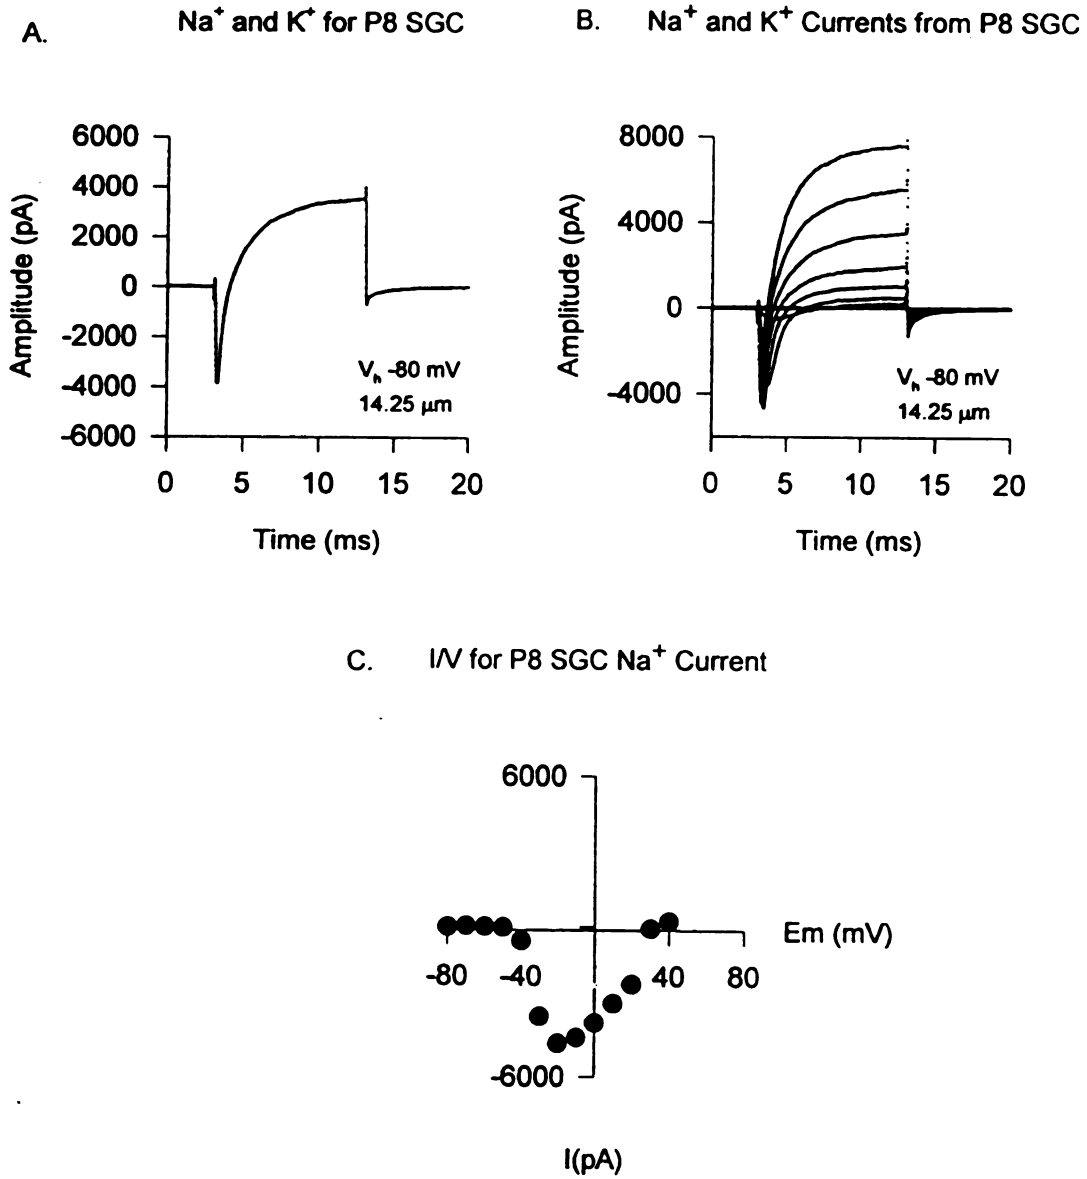 A.
Na⁺ and K⁺ for P8 SGC
Amplitude (pA)
6000
4000
2000
0
-2000
-4000
-6000
Vₕ -80 mV
14.25 µm
0 5 10 15 20
Time (ms)
B.
Na⁺ and K⁺ Currents from P8 SGC
Amplitude (pA)
8000
4000
0
-4000
Vₕ -80 mV
14.25 µm
0 5 10 15 20
Time (ms)
C.
I/V for P8 SGC Na⁺ Current
6000
Em (mV)
-80 -40 40 80
-6000
I(pA)